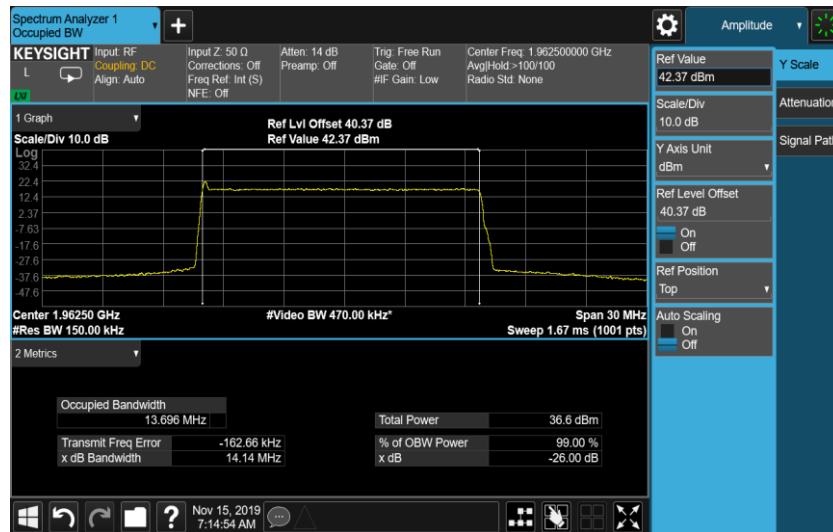 Spectrum Analyzer 1
Occupied BW
Amplitude
KEYSIGHT
L
LXI
Input: RF
Coupling: DC
Align: Auto
Input Z: 50 Ω
Corrections: Off
Freq Ref: Int (S)
NFE: Off
Atten: 14 dB
Preamp: Off
Trig: Free Run
Gate: Off
#IF Gain: Low
Center Freq: 1.962500000 GHz
Avg|Hold:>100/100
Radio Std: None
1 Graph
Scale/Div 10.0 dB
Ref Lvl Offset 40.37 dB
Ref Value 42.37 dBm
Log
32.4
22.4
12.4
2.37
-7.63
-17.6
-27.6
-37.6
-47.6
Center 1.96250 GHz
#Res BW 150.00 kHz
#Video BW 470.00 kHz*
Span 30 MHz
Sweep 1.67 ms (1001 pts)
2 Metrics
Occupied Bandwidth
13.696 MHz
Total Power 36.6 dBm
Transmit Freq Error -162.66 kHz
% of OBW Power 99.00 %
x dB Bandwidth 14.14 MHz
x dB -26.00 dB
Nov 15, 2019
7:14:54 AM
Ref Value
42.37 dBm
Scale/Div
10.0 dB
Y Axis Unit
dBm
Ref Level Offset
40.37 dB
On
Off
Ref Position
Top
Auto Scaling
On
Off
Y Scale
Attenuation
Signal Path